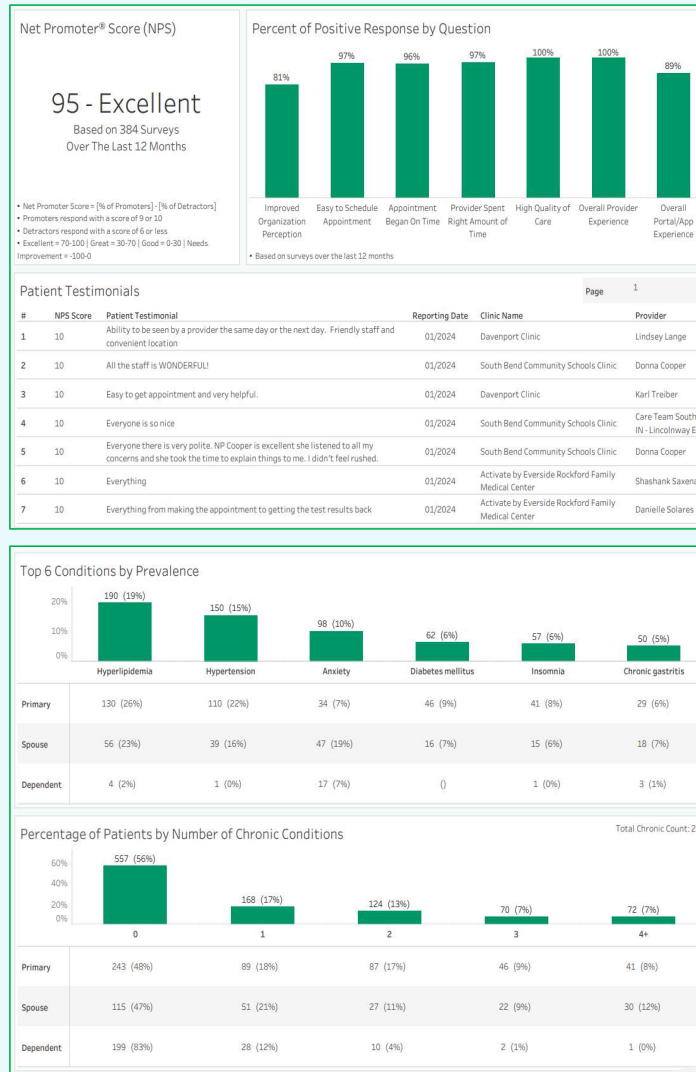 Net Promoter® Score (NPS)
95 - Excellent
Based on 384 Surveys
Over The Last 12 Months
• Net Promoter Score = [% of Promoters] - [% of Detractors]
• Promoters respond with a score of 9 or 10
• Detractors respond with a score of 6 or less
• Excellent = 70-100 | Great = 30-70 | Good = 0-30 | Needs
Improvement = -100-0
Percent of Positive Response by Question
81% 97% 96% 97% 100% 100% 89%
Improved Easy to Schedule Appointment Provider Spent High Quality of Overall Provider Overall
Organization Appointment Began On Time Right Amount of Care Experience Portal/App
Perception Time Experience
• Based on surveys over the last 12 months
Patient Testimonials Page 1
# NPS Score Patient Testimonial Reporting Date Clinic Name Provider
Ability to be seen by a provider the same day or the next day. Friendly staff and
1 10 convenient location 01/2024 Davenport Clinic Lindsey Lange
2 10 All the staff is WONDERFUL! 01/2024 South Bend Community Schools Clinic Donna Cooper
3 10 Easy to get appointment and very helpful. 01/2024 Davenport Clinic Karl Treiber
4 10 Everyone is so nice 01/2024 South Bend Community Schools Clinic Care Team South
IN - Lincolnway E
Everyone there is very polite. NP Cooper is excellent she listened to all my
5 10 concerns and she took the time to explain things to me. I didn't feel rushed. 01/2024 South Bend Community Schools Clinic Donna Cooper
6 10 Everything 01/2024 Activate by Everside Rockford Family Shashank Saxena
Medical Center
7 10 Everything from making the appointment to getting the test results back 01/2024 Activate by Everside Rockford Family Danielle Solares
Medical Center
Top 6 Conditions by Prevalence
20%
10%
0%
190 (19%) 150 (15%) 98 (10%) 62 (6%) 57 (6%) 50 (5%)
Hyperlipidemia Hypertension Anxiety Diabetes mellitus Insomnia Chronic gastritis
Primary 130 (26%) 110 (22%) 34 (7%) 46 (9%) 41 (8%) 29 (6%)
Spouse 56 (23%) 39 (16%) 47 (19%) 16 (7%) 15 (6%) 18 (7%)
Dependent 4 (2%) 1 (0%) 17 (7%) () 1 (0%) 3 (1%)
Percentage of Patients by Number of Chronic Conditions Total Chronic Count: 2
60%
40%
20%
0%
557 (56%) 168 (17%) 124 (13%) 70 (7%) 72 (7%)
0 1 2 3 4+
Primary 243 (48%) 89 (18%) 87 (17%) 46 (9%) 41 (8%)
Spouse 115 (47%) 51 (21%) 27 (11%) 22 (9%) 30 (12%)
Dependent 199 (83%) 28 (12%) 10 (4%) 2 (1%) 1 (0%)